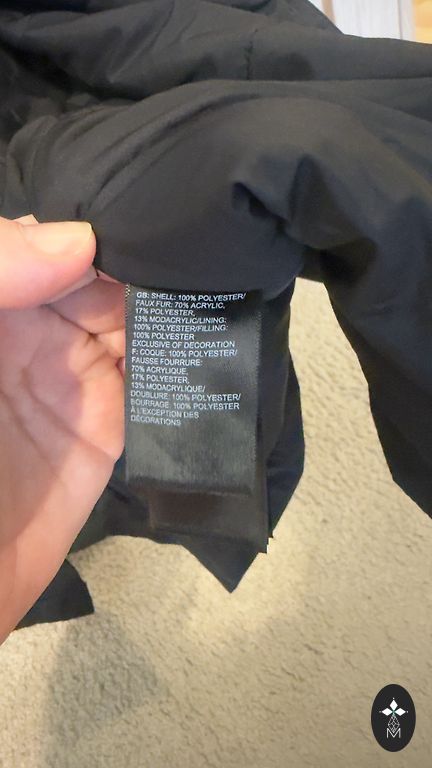 GB: SHELL: 100% POLYESTER/
FAUX FUR: 70% ACRYLIC,
17% POLYESTER,
13% MODACRYLIC/LINING:
100% POLYESTER/FILLING:
100% POLYESTER
EXCLUSIVE OF DECORATION
F: COQUE: 100% POLYESTER/
FAUSSE FOURRURE:
70% ACRYLIQUE,
17% POLYESTER,
13% MODACRYLIQUE/
DOUBLURE: 100% POLYESTER/
BOURRAGE: 100% POLYESTER
À L'EXCEPTION DES
DÉCORATIONS
M